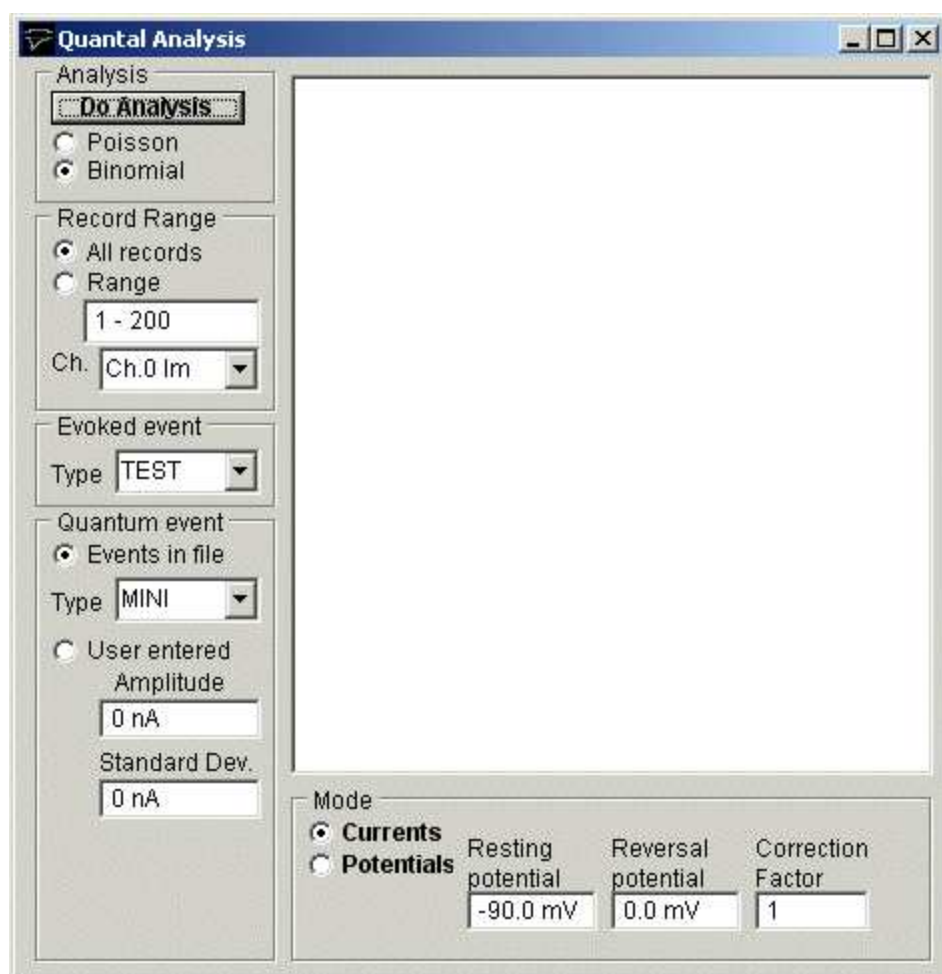 Quantal Analysis
Analysis
Do Analysis
Poisson
Binomial
Record Range
All records
Range
1 - 200
Ch. Ch.0 Im
Evoked event
Type TEST
Quantum event
Events in file
Type MINI
User entered
Amplitude
0 nA
Standard Dev.
0 nA
Mode
Currents
Potentials
Resting
potential
-90.0 mV
Reversal
potential
0.0 mV
Correction
Factor
1